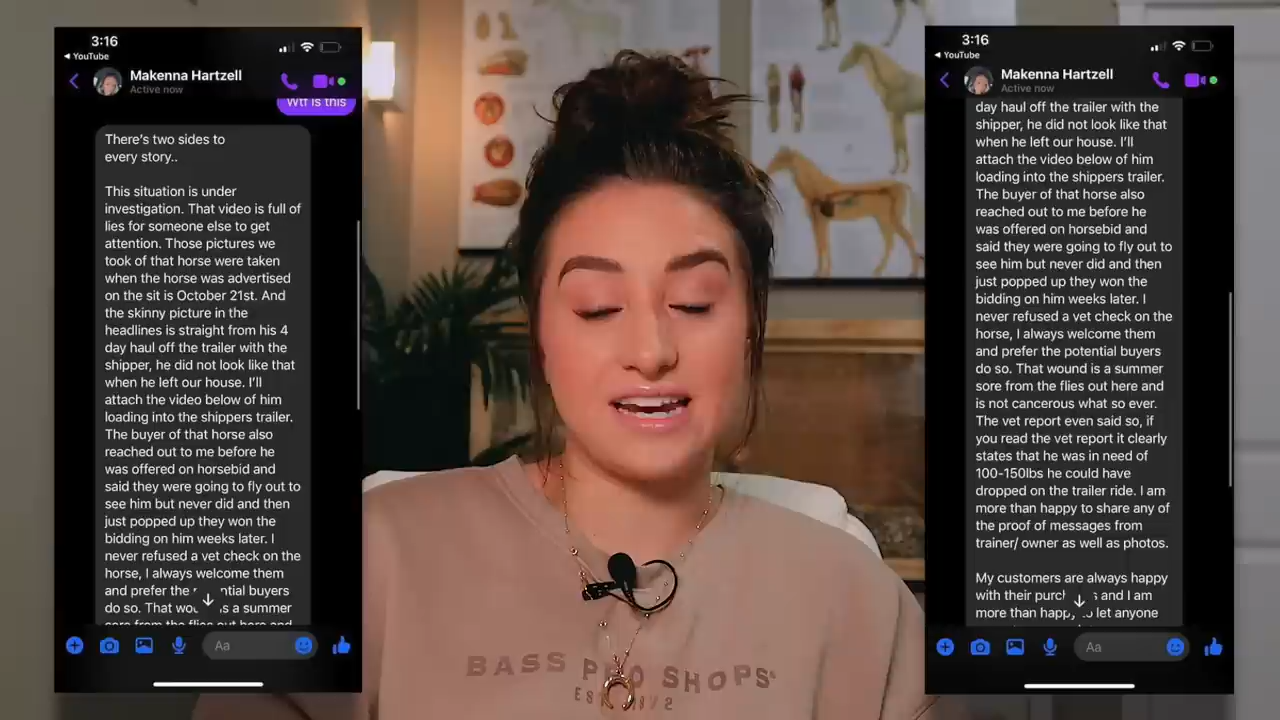 3:16
YouTube
Makenna Hartzell
Active now
Wtf is this
There's two sides to
every story..
This situation is under
investigation. That video is full of
lies for someone else to get
attention. Those pictures we
took of that horse were taken
when the horse was advertised
on the sit is October 21st. And
the skinny picture in the
headlines is straight from his 4
day haul off the trailer with the
shipper, he did not look like that
when he left our house. I'll
attach the video below of him
loading into the shippers trailer.
The buyer of that horse also
reached out to me before he
was offered on horsebid and
said they were going to fly out to
see him but never did and then
just popped up they won the
bidding on him weeks later. I
never refused a vet check on the
horse, I always welcome them
and prefer the buyers
do so. That is a summer
sore from the flies out here and
Aa
3:16
YouTube
Makenna Hartzell
Active now
day haul off the trailer with the
shipper, he did not look like that
when he left our house. I'll
attach the video below of him
loading into the shippers trailer.
The buyer of that horse also
reached out to me before he
was offered on horsebid and
said they were going to fly out to
see him but never did and then
just popped up they won the
bidding on him weeks later. I
never refused a vet check on the
horse, I always welcome them
and prefer the potential buyers
do so. That wound is a summer
sore from the flies out here and
is not cancerous what so ever.
The vet report even said so, if
you read the vet report it clearly
states that he was in need of
100-150lbs he could have
dropped on the trailer ride. I am
more than happy to share any of
the proof of messages from
trainer/ owner as well as photos.
My customers are always happy
with their and I am
more than happy let anyone
Aa
BASS PRO SHOPS
EST 1972